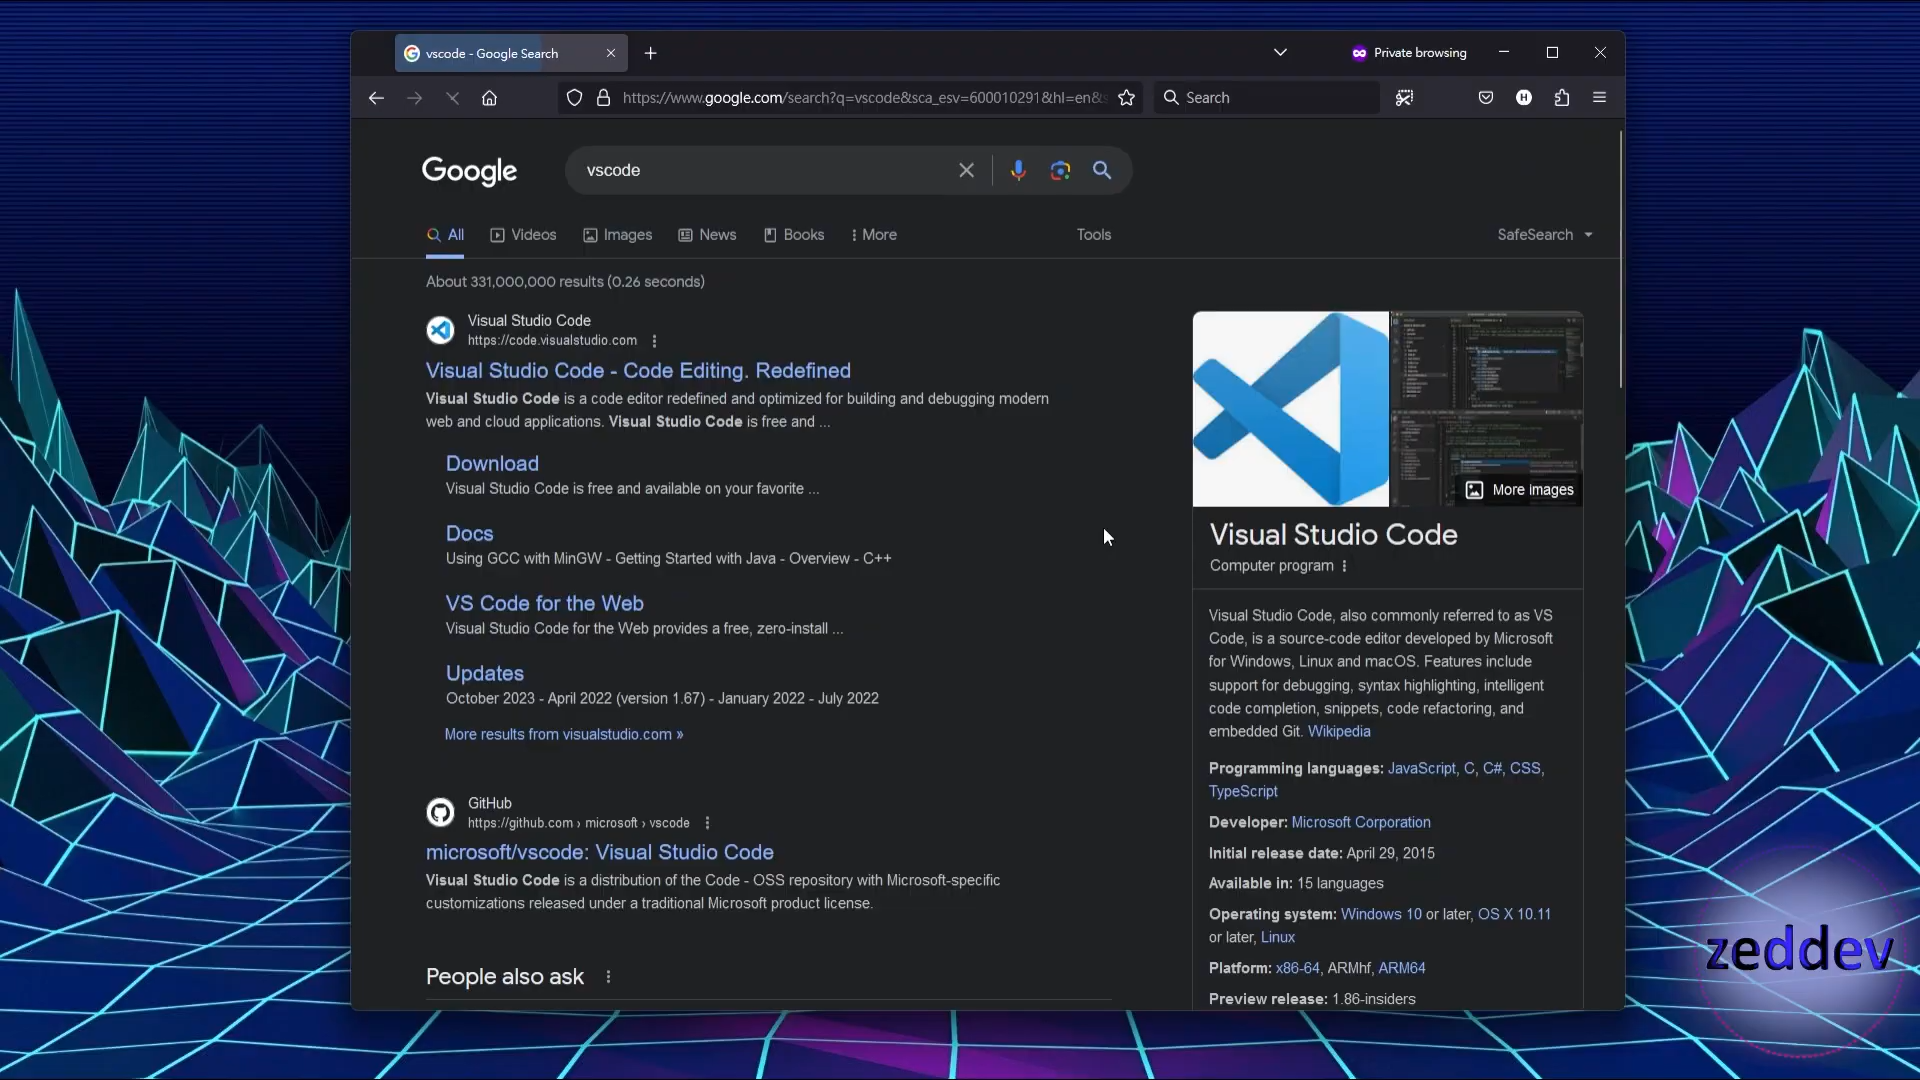 vscode - Google Search
Private browsing
https://www.google.com/search?q=vscode&sca_esv=600010291&hl=en&s
Search
Google
vscode
All
Videos
Images
News
Books
More
Tools
SafeSearch
About 331,000,000 results (0.26 seconds)
Visual Studio Code
https://code.visualstudio.com
Visual Studio Code - Code Editing. Redefined
Visual Studio Code is a code editor redefined and optimized for building and debugging modern
web and cloud applications. Visual Studio Code is free and ...
Download
Visual Studio Code is free and available on your favorite ...
Docs
Using GCC with MinGW - Getting Started with Java - Overview - C++
VS Code for the Web
Visual Studio Code for the Web provides a free, zero-install ...
Updates
October 2023 - April 2022 (version 1.67) - January 2022 - July 2022
More results from visualstudio.com »
GitHub
https://github.com › microsoft › vscode
microsoft/vscode: Visual Studio Code
Visual Studio Code is a distribution of the Code - OSS repository with Microsoft-specific
customizations released under a traditional Microsoft product license.
People also ask
More images
Visual Studio Code
Computer program
Visual Studio Code, also commonly referred to as VS
Code, is a source-code editor developed by Microsoft
for Windows, Linux and macOS. Features include
support for debugging, syntax highlighting, intelligent
code completion, snippets, code refactoring, and
embedded Git. Wikipedia
Programming languages: JavaScript, C, C#, CSS,
TypeScript
Developer: Microsoft Corporation
Initial release date: April 29, 2015
Available in: 15 languages
Operating system: Windows 10 or later, OS X 10.11
or later, Linux
Platform: x86-64, ARMhf, ARM64
Preview release: 1.86-insiders
zeddev